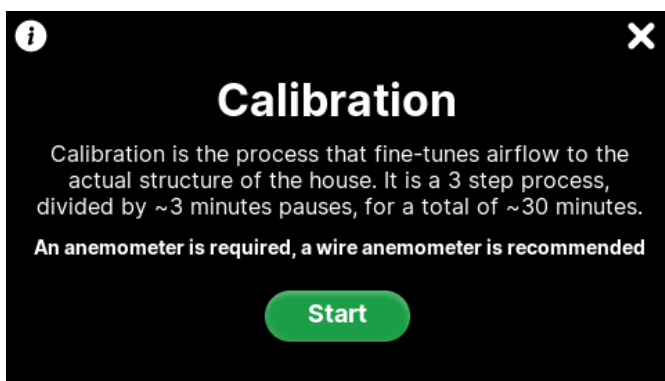 i
Calibration
Calibration is the process that fine-tunes airflow to the
actual structure of the house. It is a 3 step process,
divided by ~3 minutes pauses, for a total of ~30 minutes.
An anemometer is required, a wire anemometer is recommended
Start